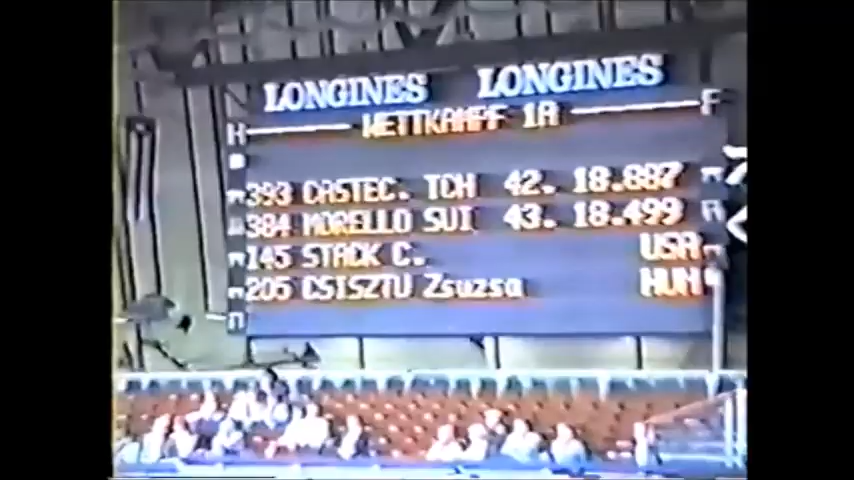 LONGINES LONGINES
WETTKAMPF 1A
393 CASTEC. TCH 42. 18.887
384 MORELLO SUI 43. 18.499
145 STACK C. USA
205 CSISZTU Zsuzsa HUN